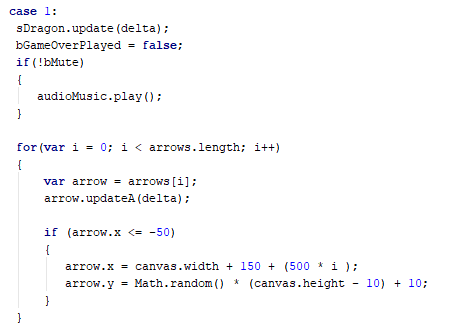 case 1:
sDragon.update(delta);
bGameOverPlayed = false;
if(!bMute)
{
audioMusic.play();
}
for(var i = 0; i < arrows.length; i++)
{
var arrow = arrows[i];
arrow.updateA(delta);
if (arrow.x <= -50)
{
arrow.x = canvas.width + 150 + (500 * i );
arrow.y = Math.random() * (canvas.height - 10) + 10;
}
}